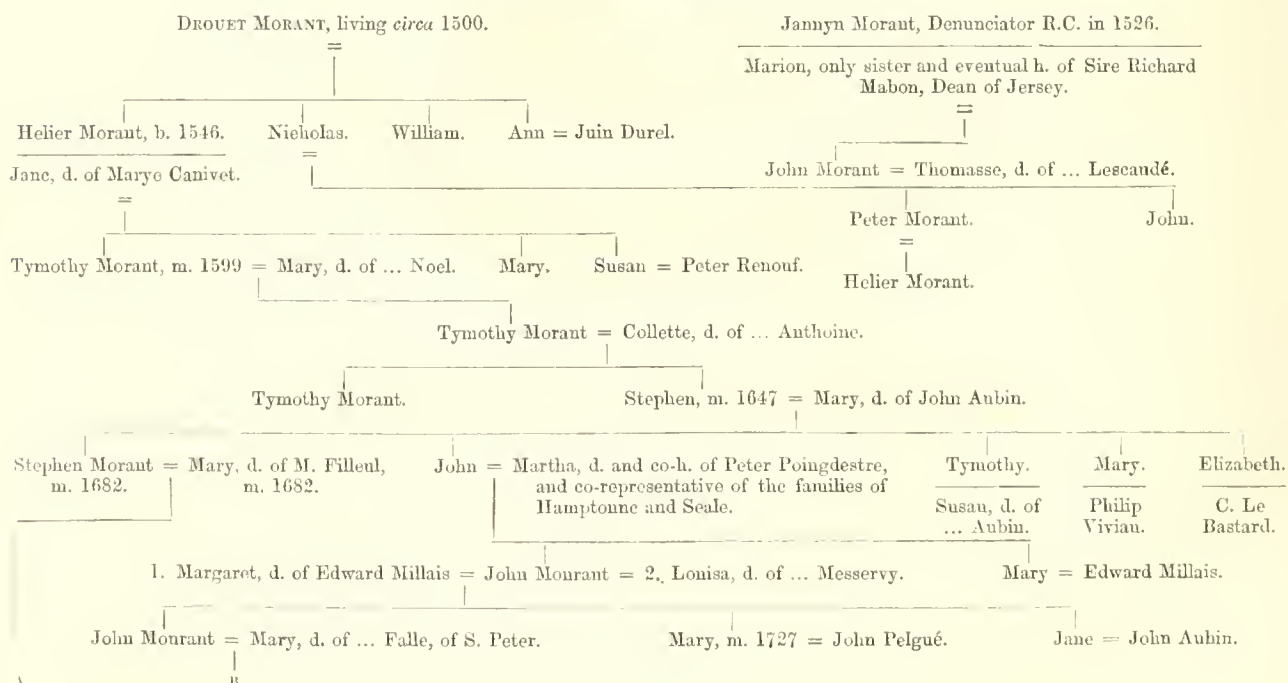 DROUET MORANT, living circa 1500.
Jannyn Morant, Denunciator R.C. in 1526.
Marion, only sister and eventual h. of Sire Richard
Mabon, Dean of Jersey.
Helier Morant, b. 1546. Nicholas. William. Ann = Juin Durel.
Jane, d. of Marye Canivet.
John Morant = Thomasse, d. of ... Lescaudé.
Peter Morant. John.
Tymothy Morant, m. 1599 = Mary, d. of ... Noel. Mary. Susan = Peter Renouf.
Helier Morant.
Tymothy Morant = Collette, d. of ... Anthoine.
Tymothy Morant. Stephen, m. 1647 = Mary, d. of John Aubin.
Stephen Morant = Mary, d. of M. Filleul, John = Martha, d. and co-h. of Peter Poingdestre, Tymothy. Mary. Elizabeth.
m. 1682. m. 1682. and co-representative of the families of
Hamptonne and Seale.
Susan, d. of Philip C. Le
... Aubin. Vivian. Bastard.
1. Margaret, d. of Edward Millais = John Mourant = 2. Louisa, d. of ... Messervy. Mary = Edward Millais.
John Mourant = Mary, d. of ... Falle, of S. Peter. Mary, m. 1727 = John Pelgué. Jane = John Aubin.